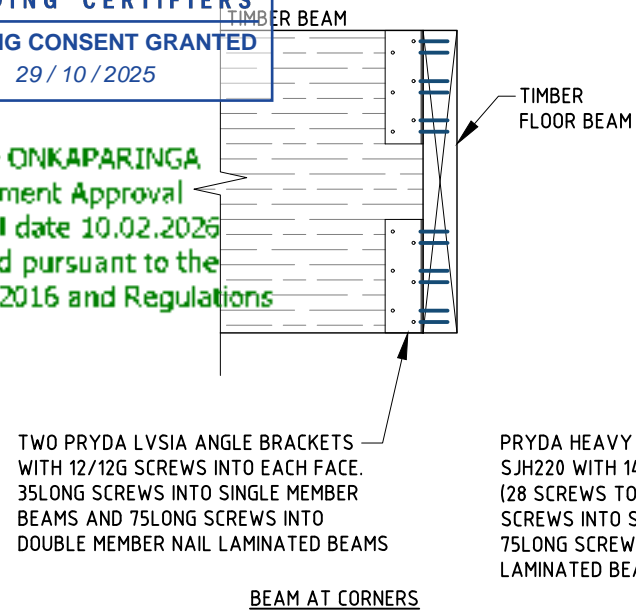 DING CERTIFIERS
NG CONSENT GRANTED
29 / 10 / 2025
TIMBER BEAM
TIMBER
FLOOR BEAM
ONKAPARINGA
ment Approval
date 10.02.2026
d pursuant to the
2016 and Regulations
TWO PRYDA LVSIA ANGLE BRACKETS
WITH 12/12G SCREWS INTO EACH FACE.
35LONG SCREWS INTO SINGLE MEMBER
BEAMS AND 75LONG SCREWS INTO
DOUBLE MEMBER NAIL LAMINATED BEAMS
BEAM AT CORNERS
PRYDA HEAVY
SJH220 WITH 14
(28 SCREWS TO
SCREWS INTO S
75LONG SCREW
LAMINATED BEA